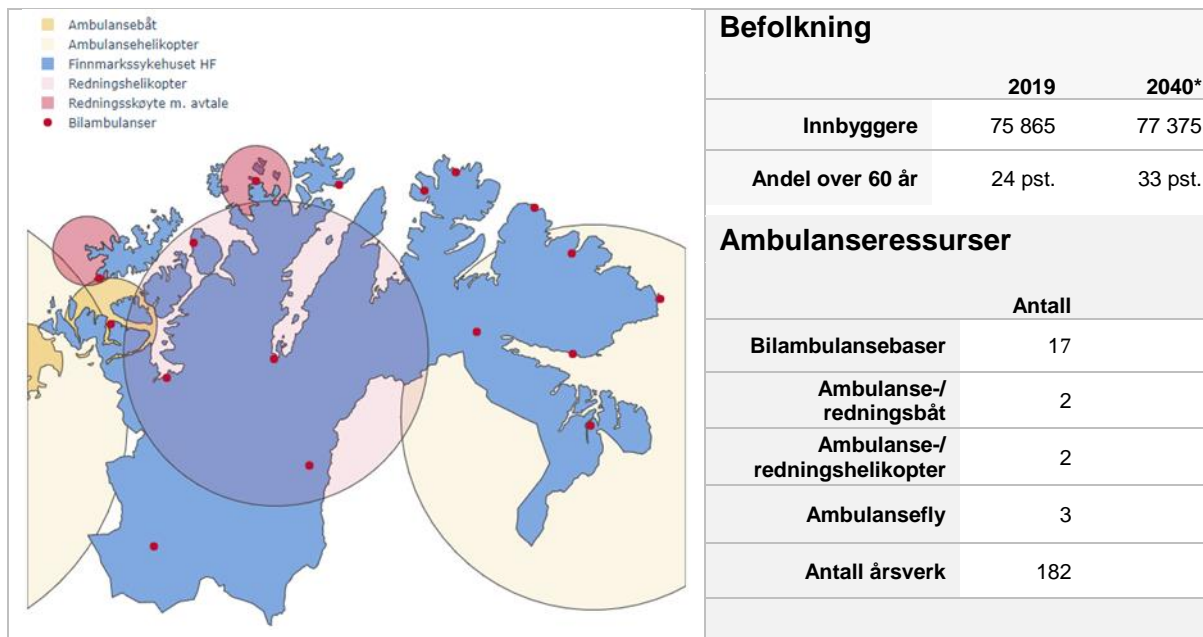 Ambulansebåt
Ambulansehelikopter
Finnmarkssykehuset HF
Redningshelikopter
Redningsskøyte m. avtale
Bilambulanser
Befolkning
2019 2040*
Innbyggere 75 865 77 375
Andel over 60 år 24 pst. 33 pst.
Ambulanseressurser
Antall
Bilambulansebaser 17
Ambulanse-/
redningsbåt 2
Ambulanse-/
redningshelikopter 2
Ambulansefly 3
Antall årsverk 182